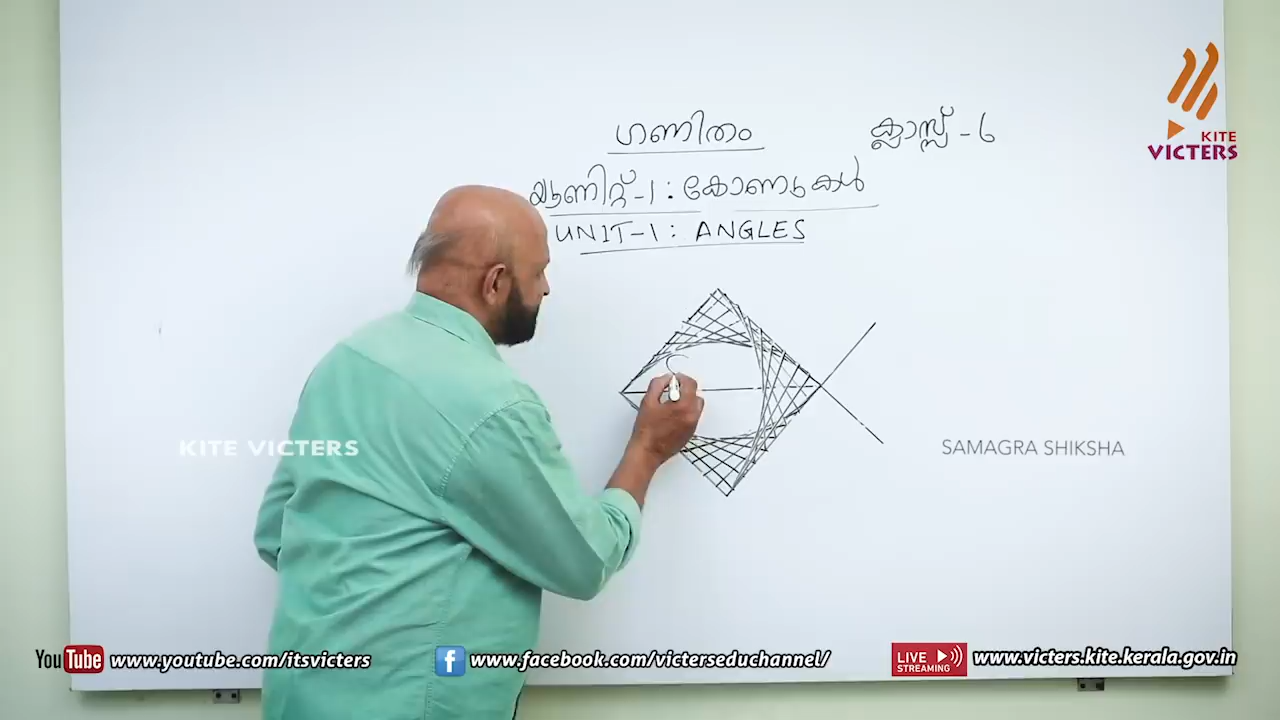 ഗണിതം
ക്ലാസ്സ് - 6
യൂണിറ്റ്-1 : കോണുകൾ
UNIT-1 : ANGLES
KITE
VICTERS
KITE VICTERS
SAMAGRA SHIKSHA
YouTube www.youtube.com/itsvicters
f www.facebook.com/victerseduchannel/
LIVE STREAMING www.victers.kite.kerala.gov.in